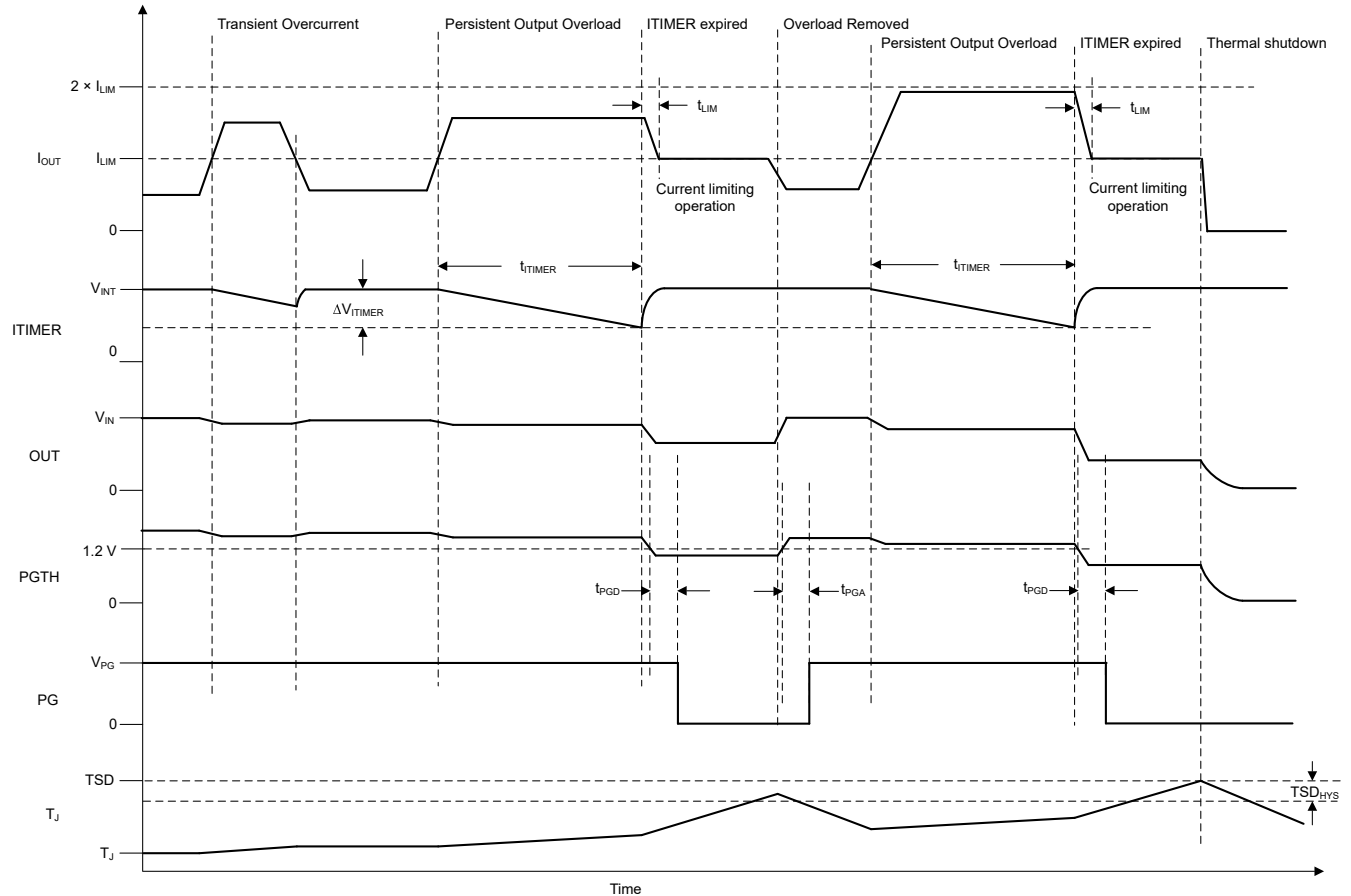 Transient Overcurrent
Persistent Output Overload
ITIMER expired
Overload Removed
Persistent Output Overload
ITIMER expired
Thermal shutdown
2 × ILIM
tLIM
tLIM
IOUT
ILIM
Current limiting
operation
Current limiting
operation
0
tITIMER
tITIMER
VINT
ΔVITIMER
ITIMER
0
VIN
OUT
0
1.2 V
PGTH
tPGD
tPGA
tPGD
0
VPG
PG
0
TSD
TSDHYS
TJ
TJ
Time